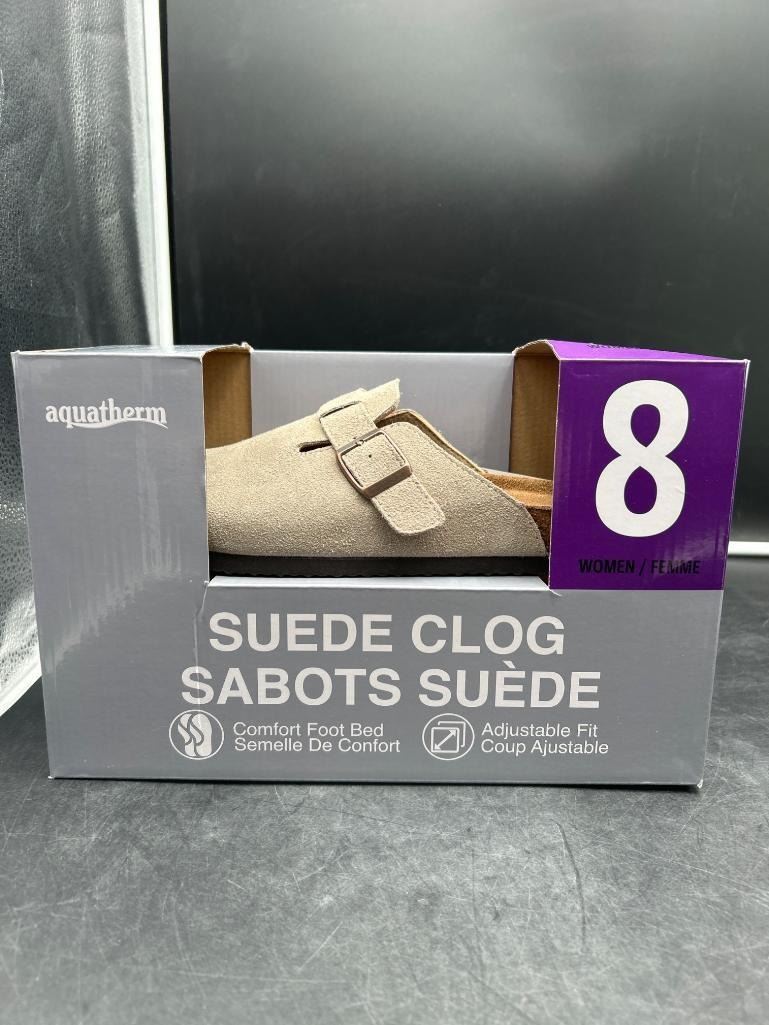 aquatherm
8
WOMEN / FEMME
SUEDE CLOG
SABOTS SUÈDE
Comfort Foot Bed
Semelle De Confort
Adjustable Fit
Coup Ajustable